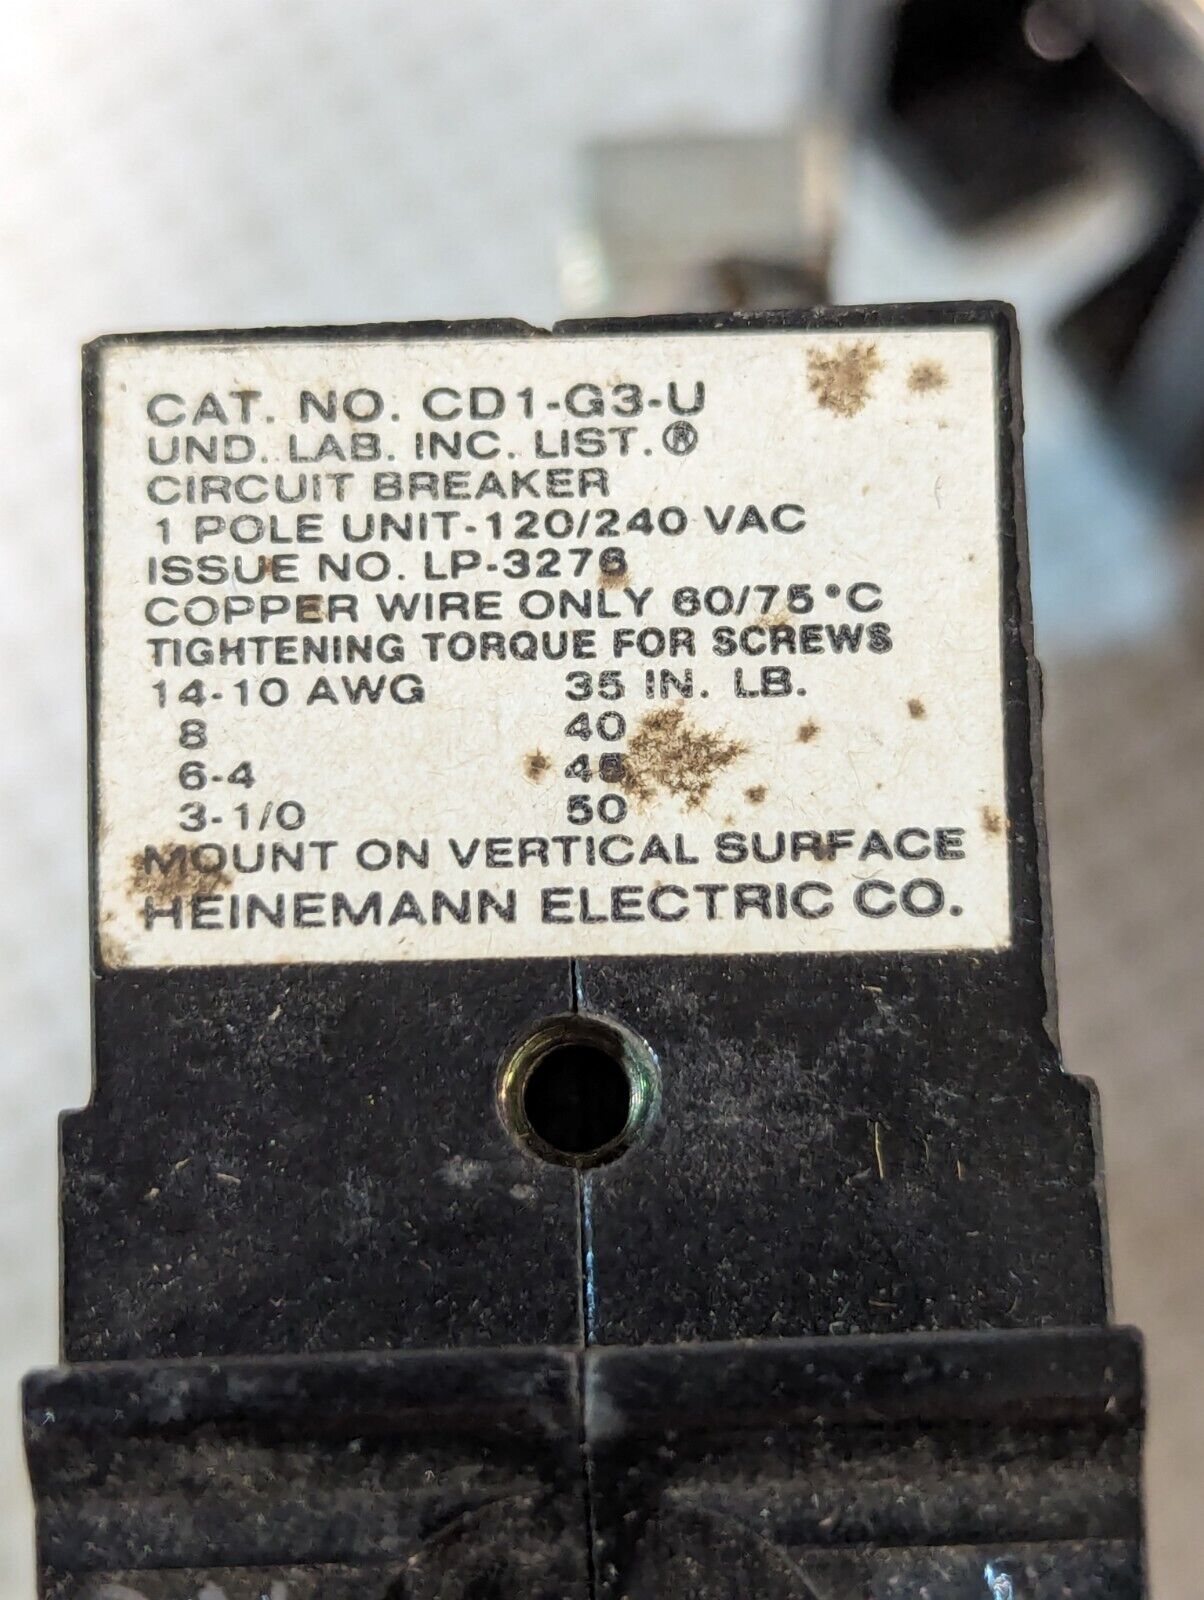 CAT. NO. CD1-G3-U
UND. LAB. INC. LIST.®
CIRCUIT BREAKER
1 POLE UNIT-120/240 VAC
ISSUE NO. LP-3276
COPPER WIRE ONLY 60/75°C
TIGHTENING TORQUE FOR SCREWS
14-10 AWG 35 IN. LB.
8 40
6-4 45
3-1/0 50
MOUNT ON VERTICAL SURFACE
HEINEMANN ELECTRIC CO.